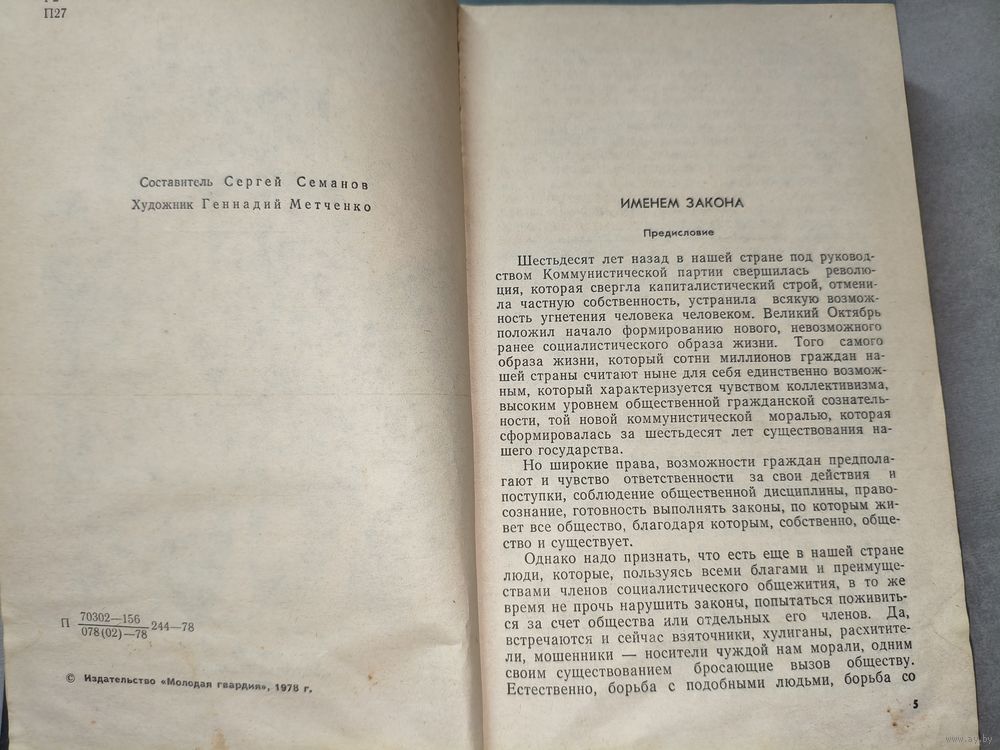 П27
Составитель Сергей Семанов
Художник Геннадий Метченко
П 70302—156 244—78
078(02)—78
© Издательство «Молодая гвардия», 1978 г.
ИМЕНЕМ ЗАКОНА
Предисловие
Шестьдесят лет назад в нашей стране под руковод-
ством Коммунистической партии свершилась револю-
ция, которая свергла капиталистический строй, отмени-
ла частную собственность, устранила всякую возмож-
ность угнетения человека человеком. Великий Октябрь
положил начало формированию нового, невозможного
ранее социалистического образа жизни. Того самого
образа жизни, который сотни миллионов граждан на-
шей страны считают ныне для себя единственно возмож-
ным, который характеризуется чувством коллективизма,
высоким уровнем общественной гражданской сознатель-
ности, той новой коммунистической моралью, которая
сформировалась за шестьдесят лет существования на-
шего государства.
Но широкие права, возможности граждан предпола-
гают и чувство ответственности за свои действия и
поступки, соблюдение общественной дисциплины, право-
сознание, готовность выполнять законы, по которым жи-
вет все общество, благодаря которым, собственно, обще-
ство и существует.
Однако надо признать, что есть еще в нашей стране
люди, которые, пользуясь всеми благами и преимуще-
ствами членов социалистического общежития, в то же
время не прочь нарушить законы, попытаться поживить-
ся за счет общества или отдельных его членов. Да,
встречаются и сейчас взяточники, хулиганы, расхитите-
ли, мошенники — носители чуждой нам морали, одним
своим существованием бросающие вызов обществу.
Естественно, борьба с подобными людьми, борьба со
5
www.ay.by